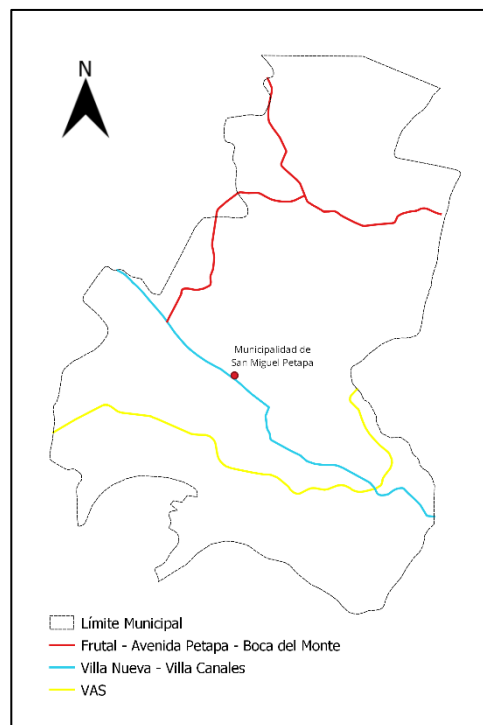 N
Municipalidad de
San Miguel Petapa
Límite Municipal
Frutal - Avenida Petapa - Boca del Monte
Villa Nueva - Villa Canales
VAS